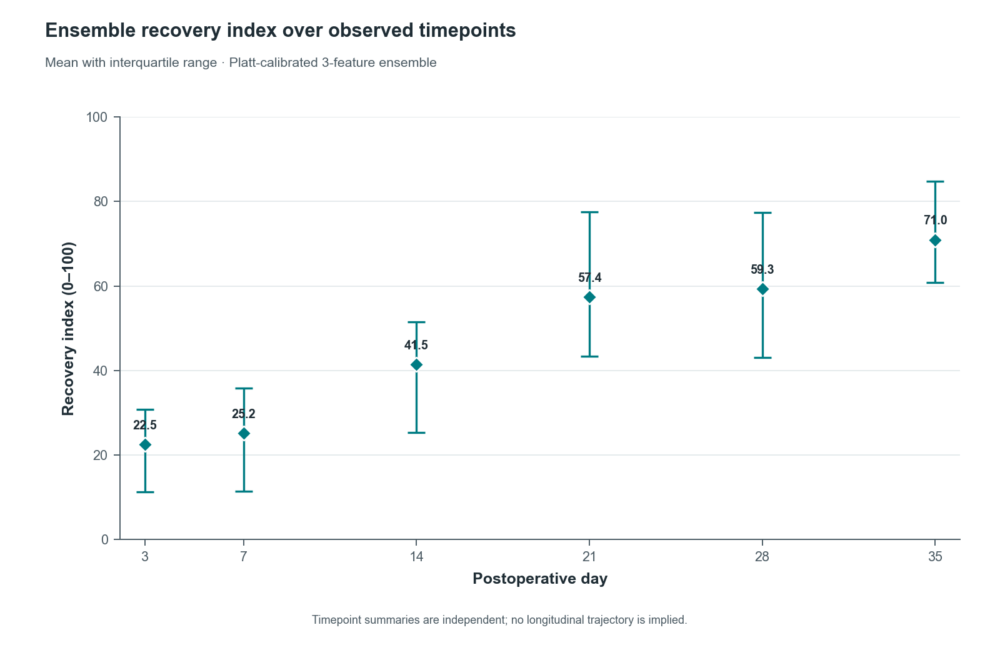 Ensemble recovery index over observed timepoints
Mean with interquartile range · Platt-calibrated 3-feature ensemble
Recovery index (0–100)
100
80
60
40
20
0
22.5
25.2
41.5
57.4
59.3
71.0
3 7 14 21 28 35
Postoperative day
Timepoint summaries are independent; no longitudinal trajectory is implied.